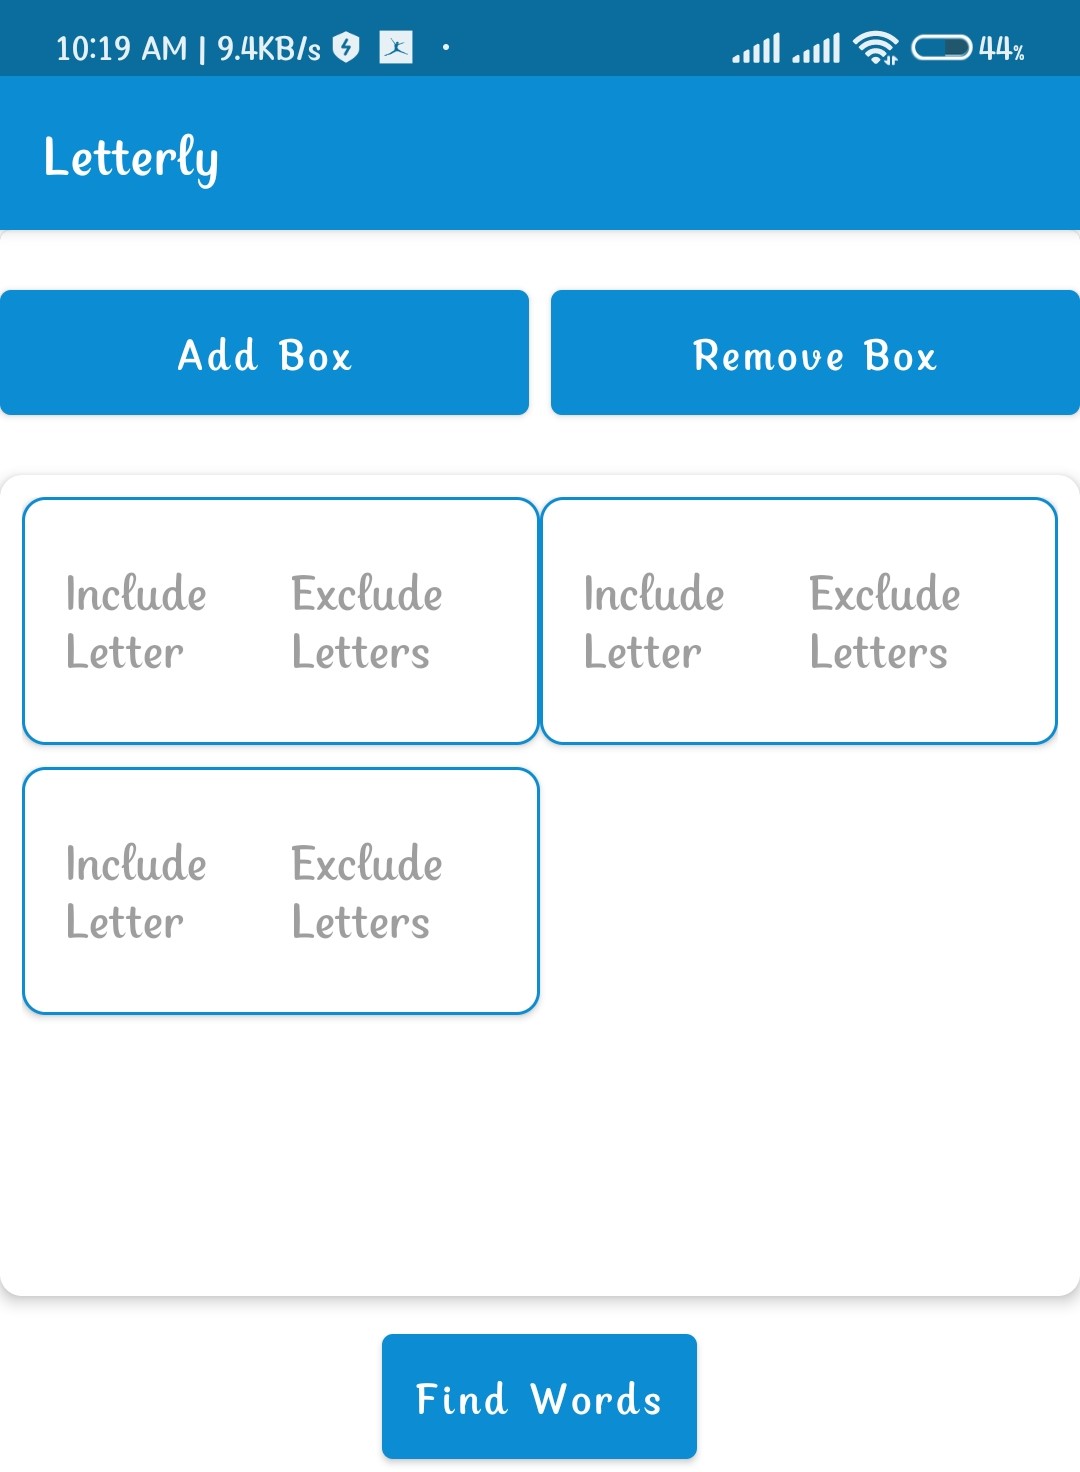 10:19 AM | 9.4KB/s 44%
Letterly
Add Box Remove Box
Include Exclude Include Exclude
Letter Letters Letter Letters
Include Exclude
Letter Letters
Find Words